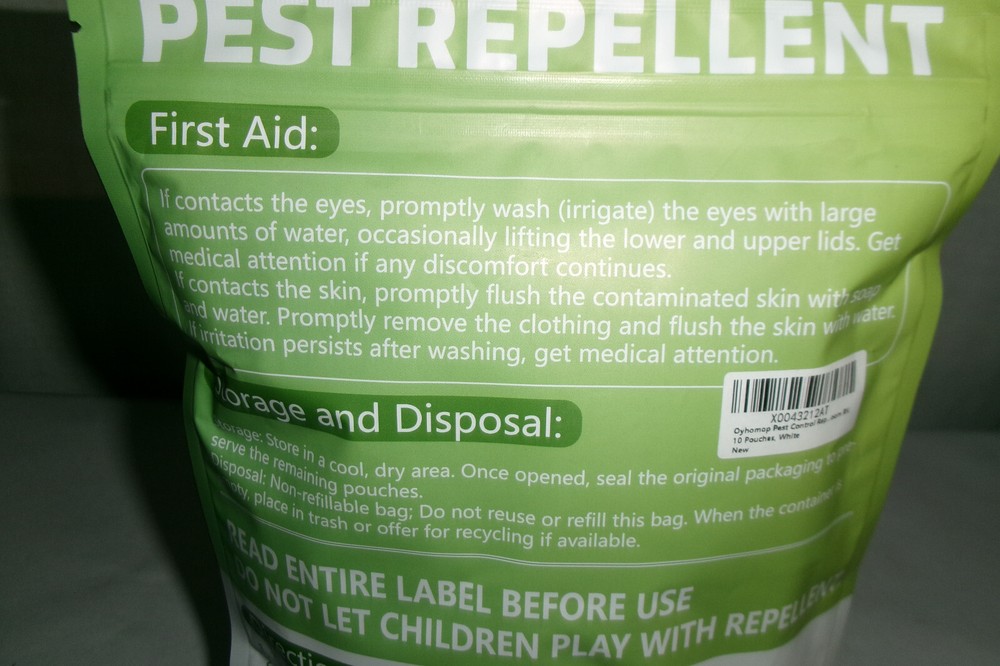 PEST REPELLENT
First Aid:
If contacts the eyes, promptly wash (irrigate) the eyes with large
amounts of water, occasionally lifting the lower and upper lids. Get
medical attention if any discomfort continues.
If contacts the skin, promptly flush the contaminated skin with soap
and water. Promptly remove the clothing and flush the skin with water.
If irritation persists after washing, get medical attention.
Storage and Disposal:
Storage: Store in a cool, dry area. Once opened, seal the original packaging to pre-
serve the remaining pouches.
Disposal: Non-refillable bag; Do not reuse or refill this bag. When the container is
place in trash or offer for recycling if available.
X0043212AT
Oyhomop Pest Control
10 Pouches, White
New
READ ENTIRE LABEL BEFORE USE
DO NOT LET CHILDREN PLAY WITH REPELLENT